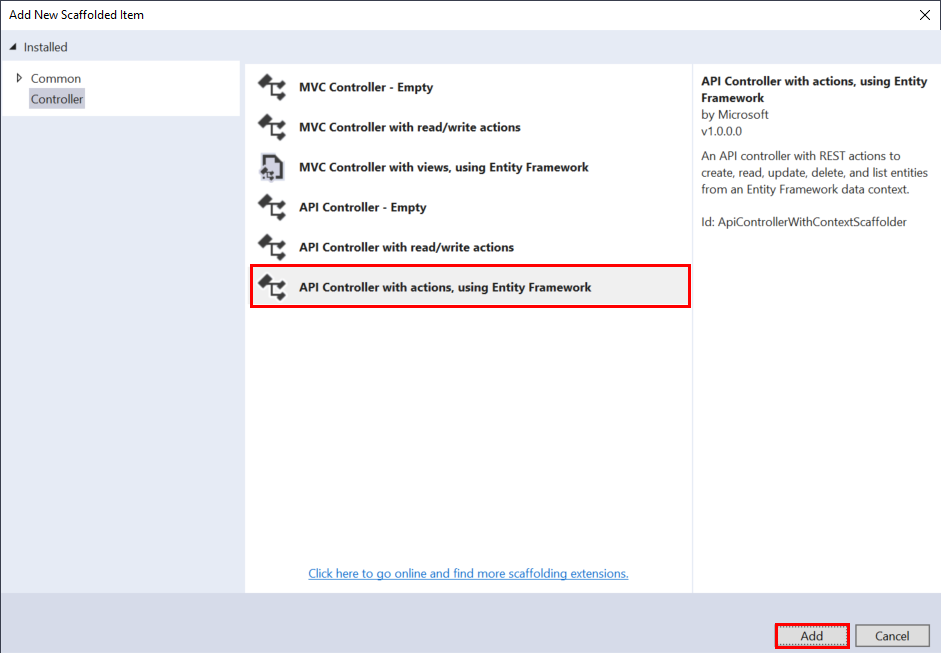 Add New Scaffolded Item
Installed
Common
Controller
MVC Controller - Empty
MVC Controller with read/write actions
MVC Controller with views, using Entity Framework
API Controller - Empty
API Controller with read/write actions
API Controller with actions, using Entity Framework
Click here to go online and find more scaffolding extensions.
API Controller with actions, using Entity
Framework
by Microsoft
v1.0.0.0
An API controller with REST actions to
create, read, update, delete, and list entities
from an Entity Framework data context.
Id: ApiControllerWithContextScaffolder
Add
Cancel